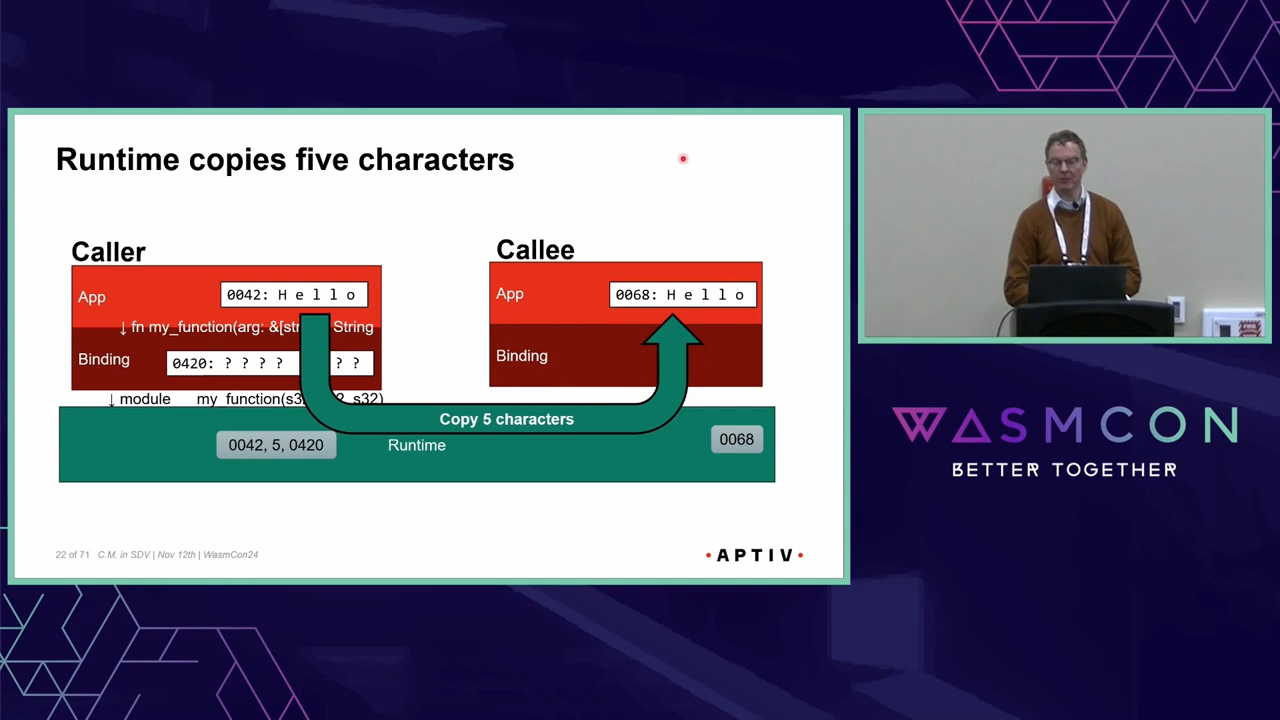 Runtime copies five characters
Caller
Callee
App
0042: H e l l o
App
0068: H e l l o
↓ fn my_function(arg: &[str String
Binding
0420: ? ? ? ? ? ?
Binding
↓ module my_function(s3 2, s32)
Copy 5 characters
0042, 5, 0420
Runtime
0068
22 of 71 C.M. in SDV | Nov 12th | WasmCon24
• A P T I V •
WASMCON
BETTER TOGETHER